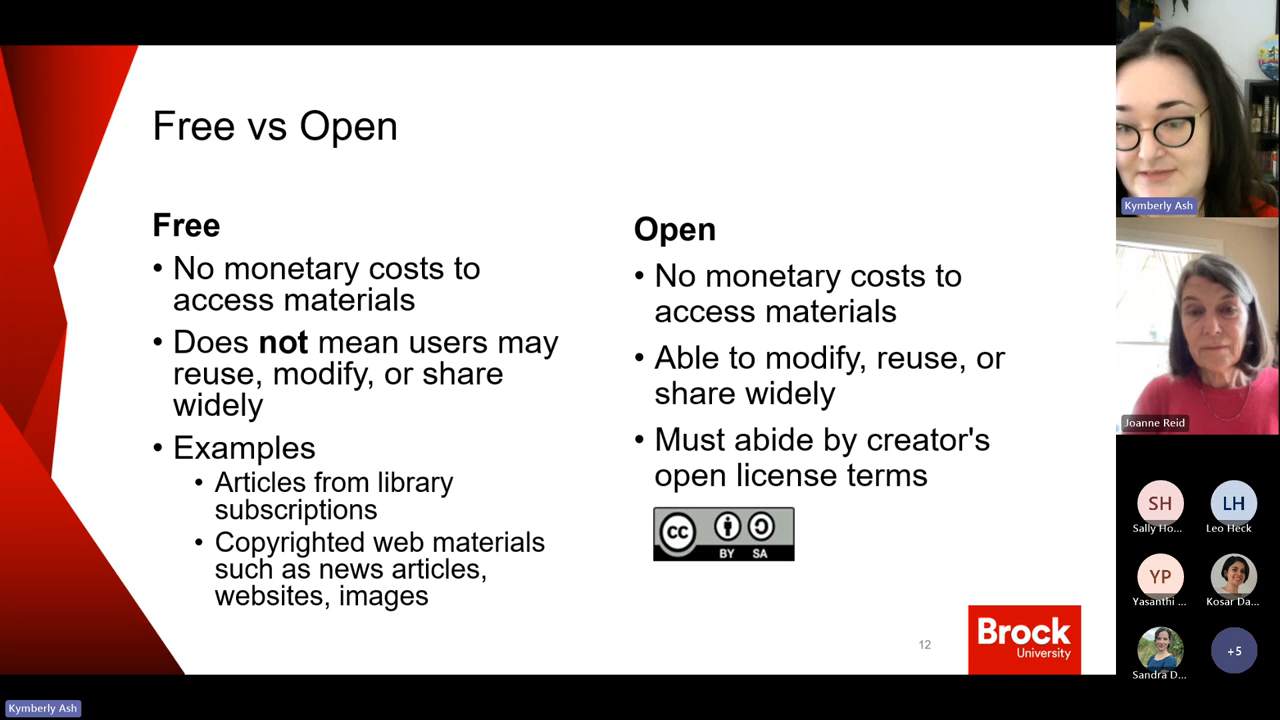 Free vs Open
Free
• No monetary costs to
access materials
• Does not mean users may
reuse, modify, or share
widely
• Examples
• Articles from library
subscriptions
• Copyrighted web materials
such as news articles,
websites, images
Open
• No monetary costs to
access materials
• Able to modify, reuse, or
share widely
• Must abide by creator's
open license terms
cc
BY SA
12
Brock
University
Kymberly Ash
Joanne Reid
SH
LH
Sally Ho...
Leo Heck
YP
Yasanthi ...
Kosar Da...
Sandra D...
+5
Kymberly Ash